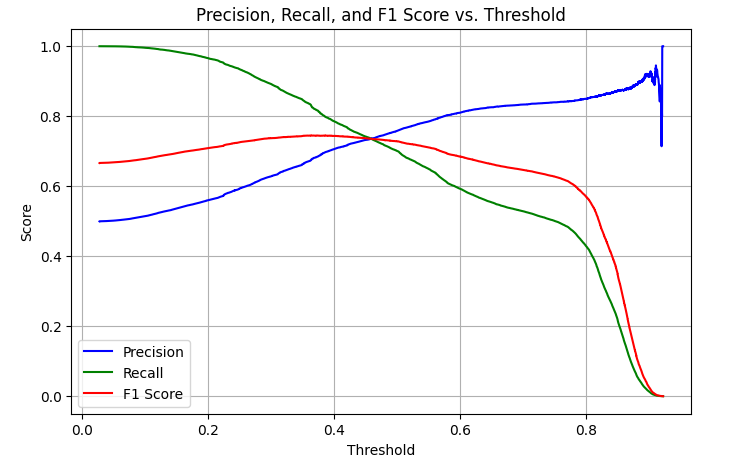 Precision, Recall, and F1 Score vs. Threshold
1.0
0.8
0.6
0.4
0.2
0.0
Score
Precision
Recall
F1 Score
0.0 0.2 0.4 0.6 0.8
Threshold